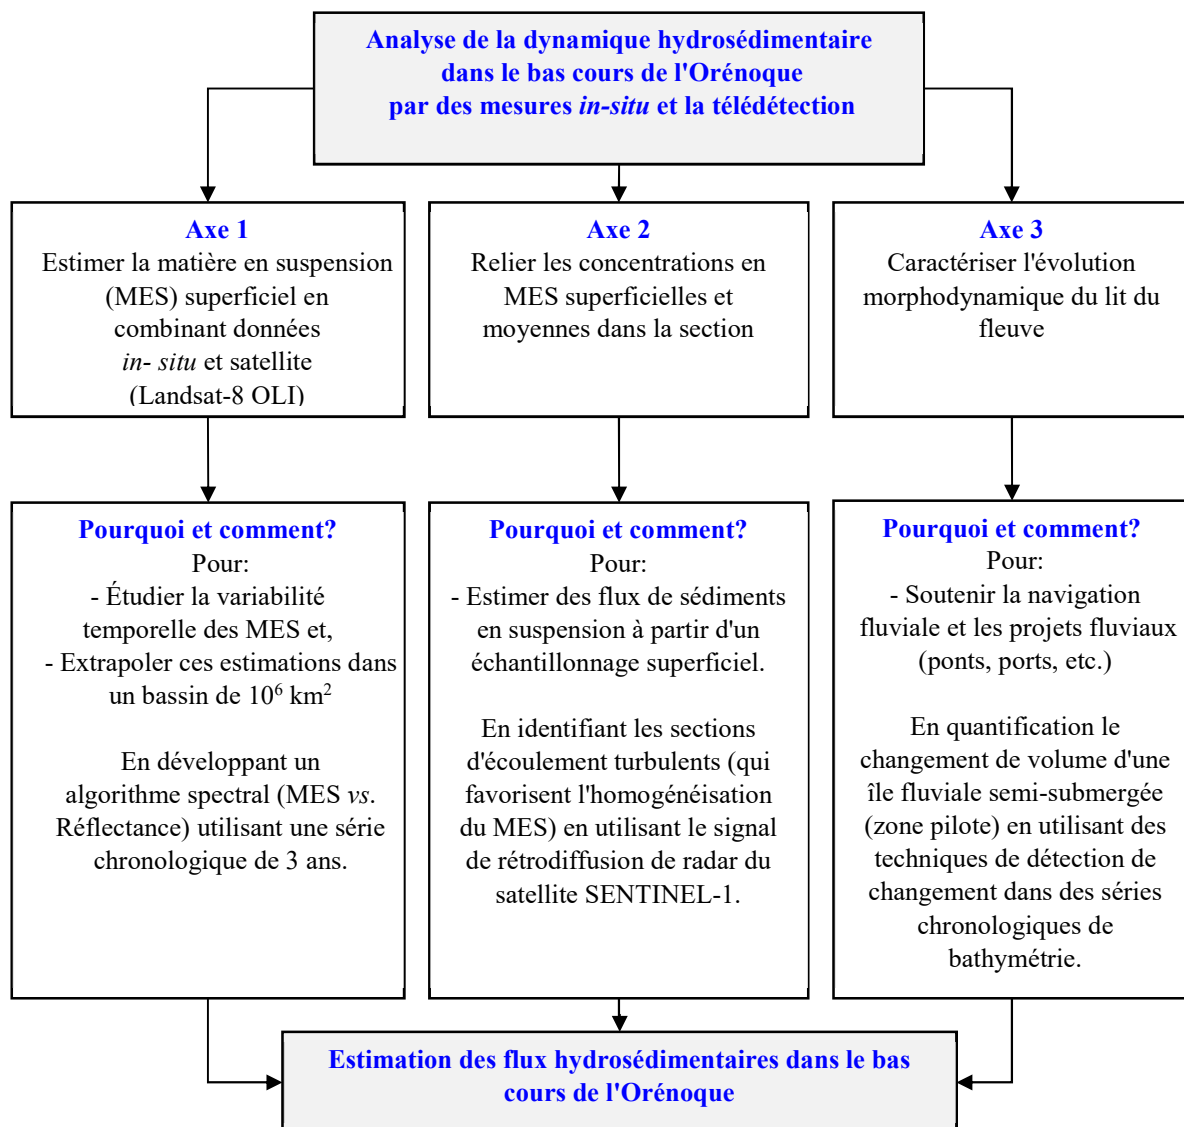 Analyse de la dynamique hydrosédimentaire
dans le bas cours de l'Orénoque
par des mesures in-situ et la télédétection
Axe 1
Estimer la matière en suspension
(MES) superficiel en
combinant données
in- situ et satellite
(Landsat-8 OLI)
Axe 2
Relier les concentrations en
MES superficielles et
moyennes dans la section
Axe 3
Caractériser l'évolution
morphodynamique du lit du
fleuve
Pourquoi et comment?
Pour:
- Étudier la variabilité
temporelle des MES et,
- Extrapoler ces estimations dans
un bassin de 10⁶ km²
En développant un
algorithme spectral (MES vs.
Réflectance) utilisant une série
chronologique de 3 ans.
Pourquoi et comment?
Pour:
- Estimer des flux de sédiments
en suspension à partir d'un
échantillonnage superficiel.
En identifiant les sections
d'écoulement turbulents (qui
favorisent l'homogénéisation
du MES) en utilisant le signal
de rétrodiffusion de radar du
satellite SENTINEL-1.
Pourquoi et comment?
Pour:
- Soutenir la navigation
fluviale et les projets fluviaux
(ponts, ports, etc.)
En quantification le
changement de volume d'une
île fluviale semi-submergée
(zone pilote) en utilisant des
techniques de détection de
changement dans des séries
chronologiques de
bathymétrie.
Estimation des flux hydrosédimentaires dans le bas
cours de l'Orénoque